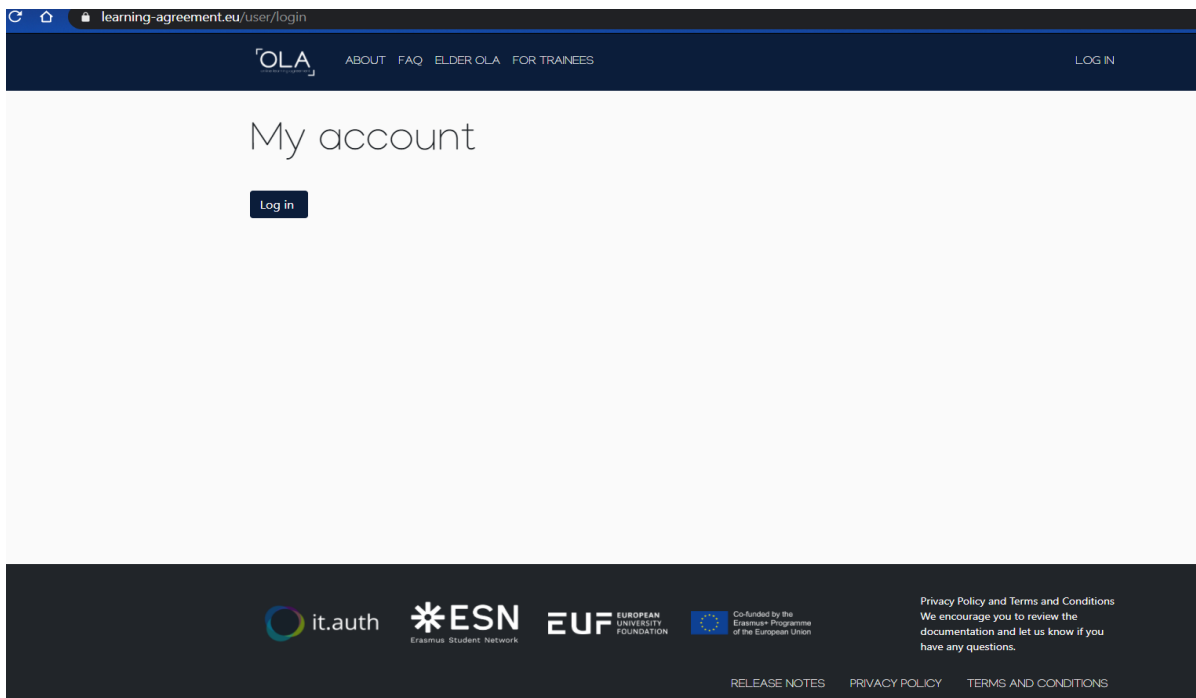 learning-agreement.eu/user/login
OLA ABOUT FAQ ELDER OLA FOR TRAINEES LOG IN
My account
Log in
it.auth
ESN
Erasmus Student Network
EUF EUROPEAN
UNIVERSITY
FOUNDATION
Co-funded by the
Erasmus+ Programme
of the European Union
Privacy Policy and Terms and Conditions
We encourage you to review the
documentation and let us know if you
have any questions.
RELEASE NOTES PRIVACY POLICY TERMS AND CONDITIONS